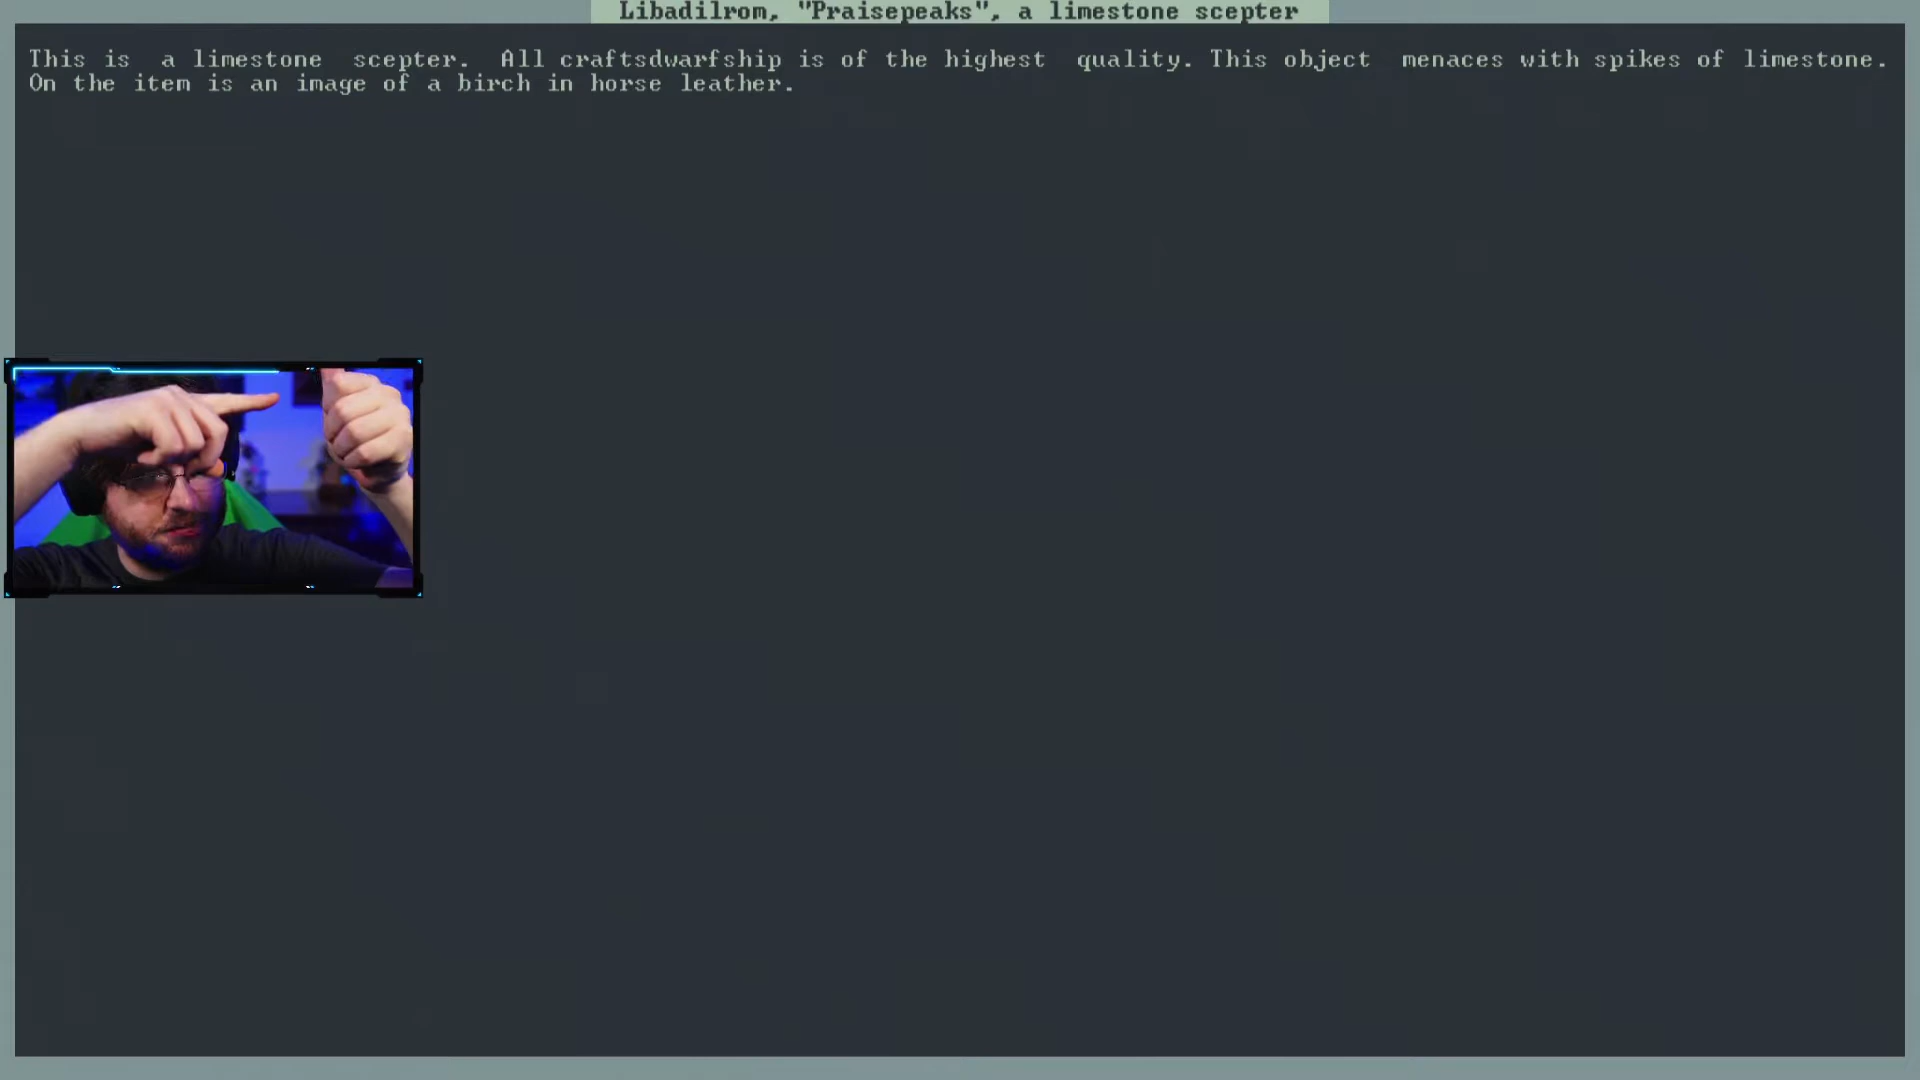 Libadilrom, "Praisepeaks", a limestone scepter
This is a limestone scepter. All craftsdwarfship is of the highest quality. This object menaces with spikes of limestone.
On the item is an image of a birch in horse leather.